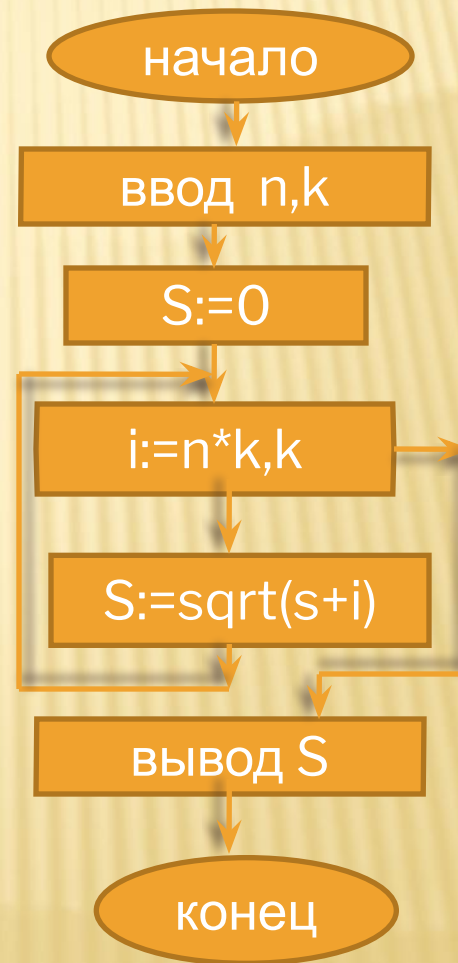 начало
ввод n,k
S:=0
i:=n*k,k
S:=sqrt(s+i)
вывод S
конец